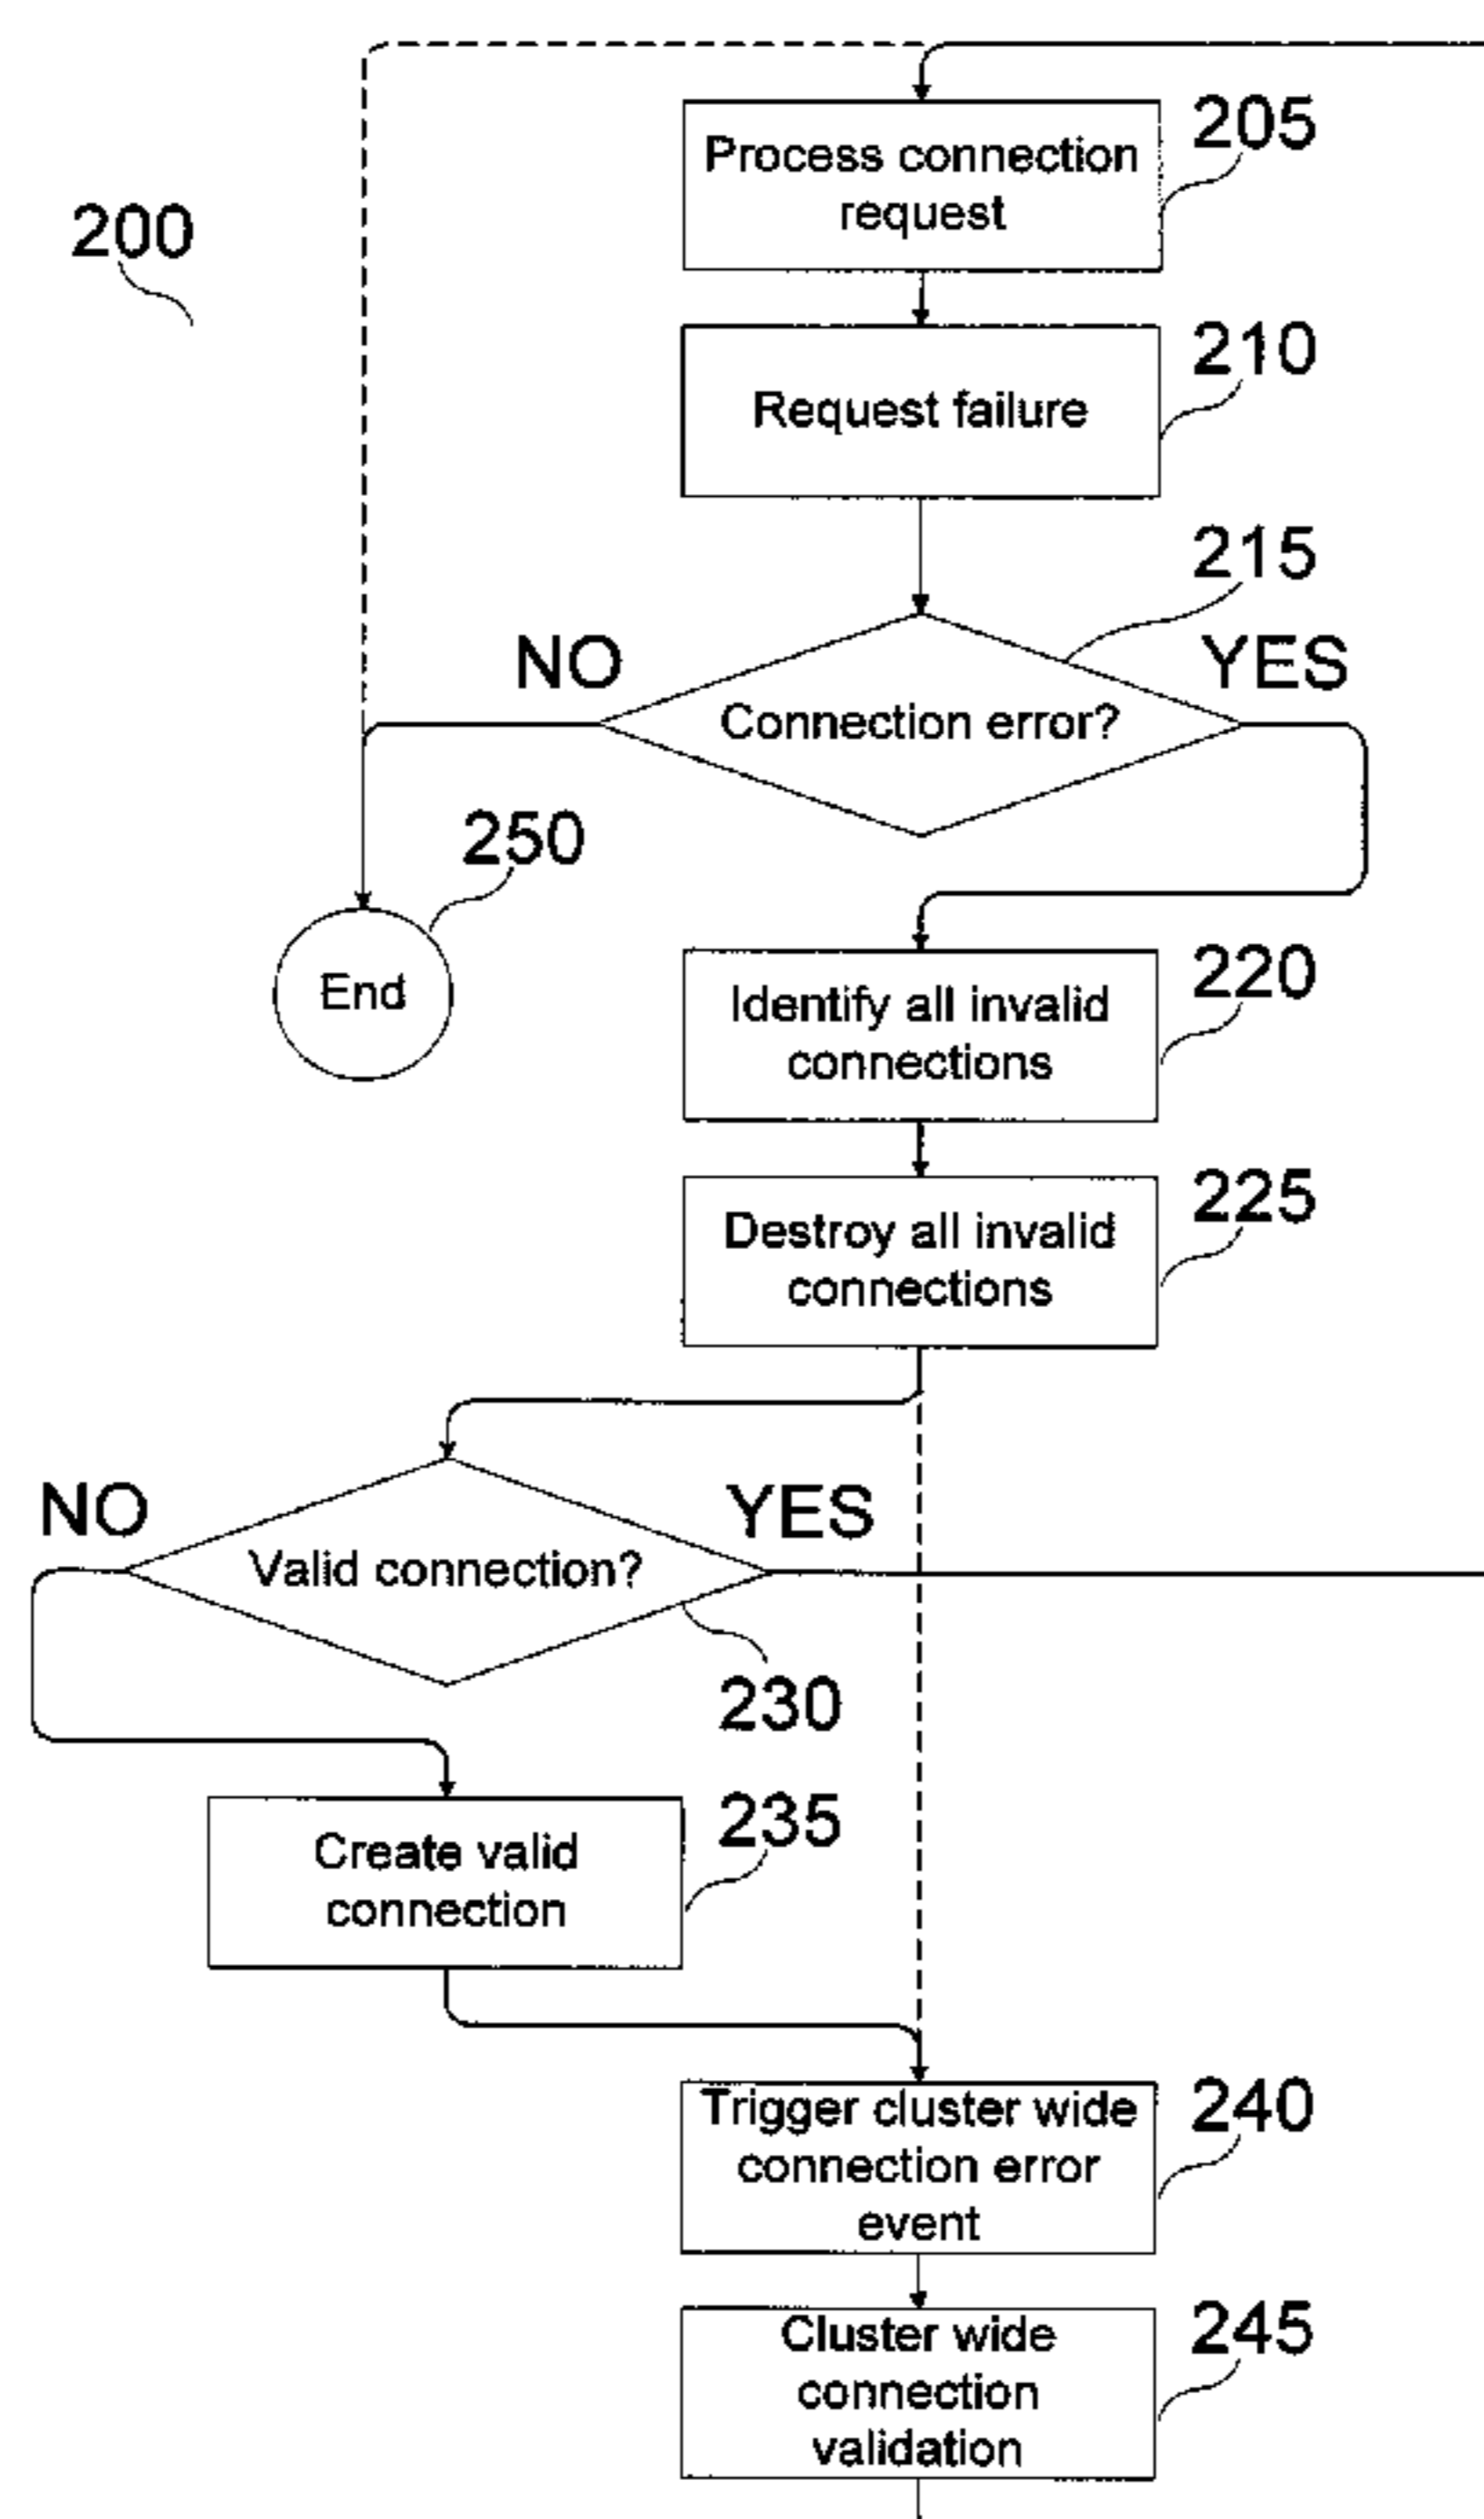 205
Process connection
request
200
210
Request failure
215
NO
YES
Connection error?
250
End
220
Identify all invalid
connections
225
Destroy all invalid
connections
NO
YES
Valid connection?
230
235
Create valid
connection
240
Trigger cluster wide
connection error
event
245
Cluster wide
connection
validation